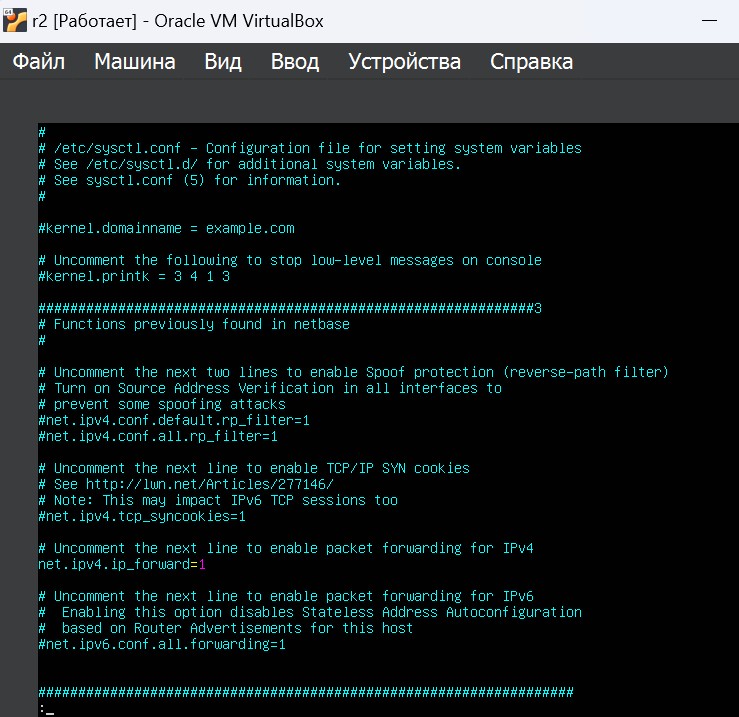 r2 [Работает] - Oracle VM VirtualBox
Файл Машина Вид Ввод Устройства Справка
#
# /etc/sysctl.conf - Configuration file for setting system variables
# See /etc/sysctl.d/ for additional system variables.
# See sysctl.conf (5) for information.
#
#kernel.domainname = example.com
# Uncomment the following to stop low-level messages on console
#kernel.printk = 3 4 1 3
##############################################################3
# Functions previously found in netbase
#
# Uncomment the next two lines to enable Spoof protection (reverse-path filter)
# Turn on Source Address Verification in all interfaces to
# prevent some spoofing attacks
#net.ipv4.conf.default.rp_filter=1
#net.ipv4.conf.all.rp_filter=1
# Uncomment the next line to enable TCP/IP SYN cookies
# See http://lwn.net/Articles/277146/
# Note: This may impact IPv6 TCP sessions too
#net.ipv4.tcp_syncookies=1
# Uncomment the next line to enable packet forwarding for IPv4
net.ipv4.ip_forward=1
# Uncomment the next line to enable packet forwarding for IPv6
#  Enabling this option disables Stateless Address Autoconfiguration
#  based on Router Advertisements for this host
#net.ipv6.conf.all.forwarding=1
###################################################################
:_